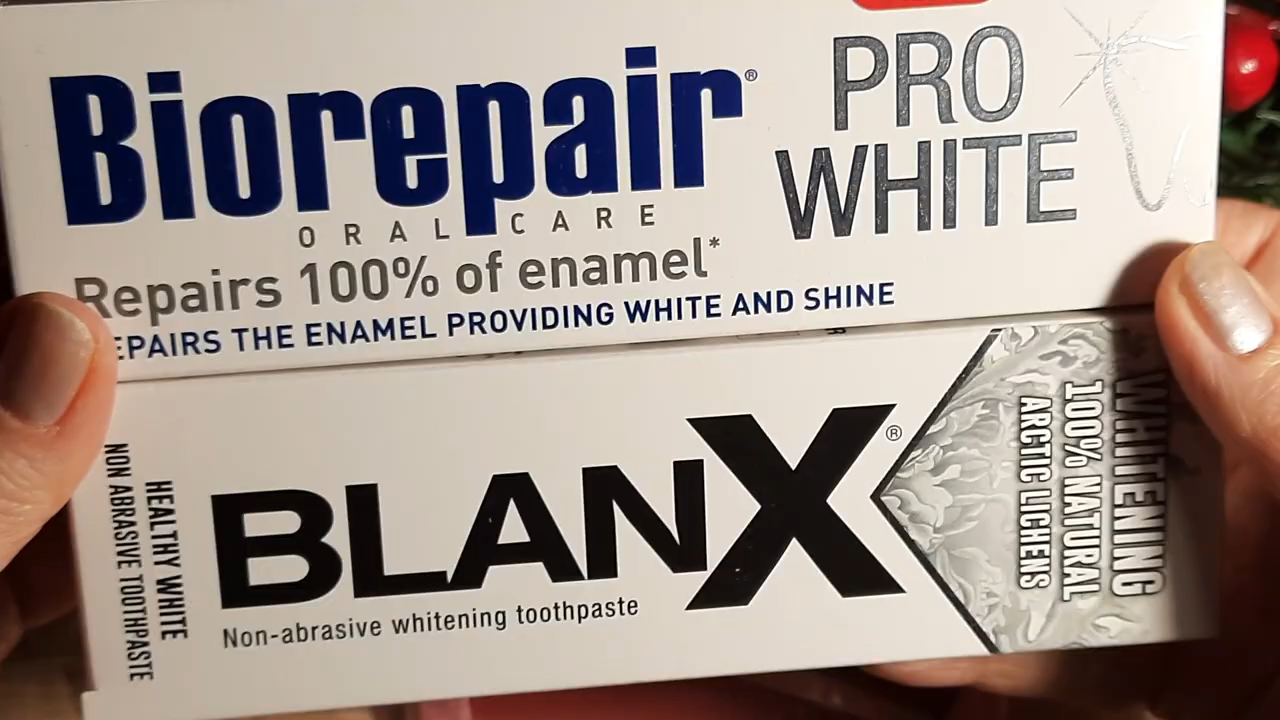 Biorepair®
ORAL CARE
PRO
WHITE
Repairs 100% of enamel*
REPAIRS THE ENAMEL PROVIDING WHITE AND SHINE
HEALTHY WHITE
NON ABRASIVE TOOTHPASTE
BLANX®
Non-abrasive whitening toothpaste
WHITENING
100% NATURAL
ARCTIC LICHENS